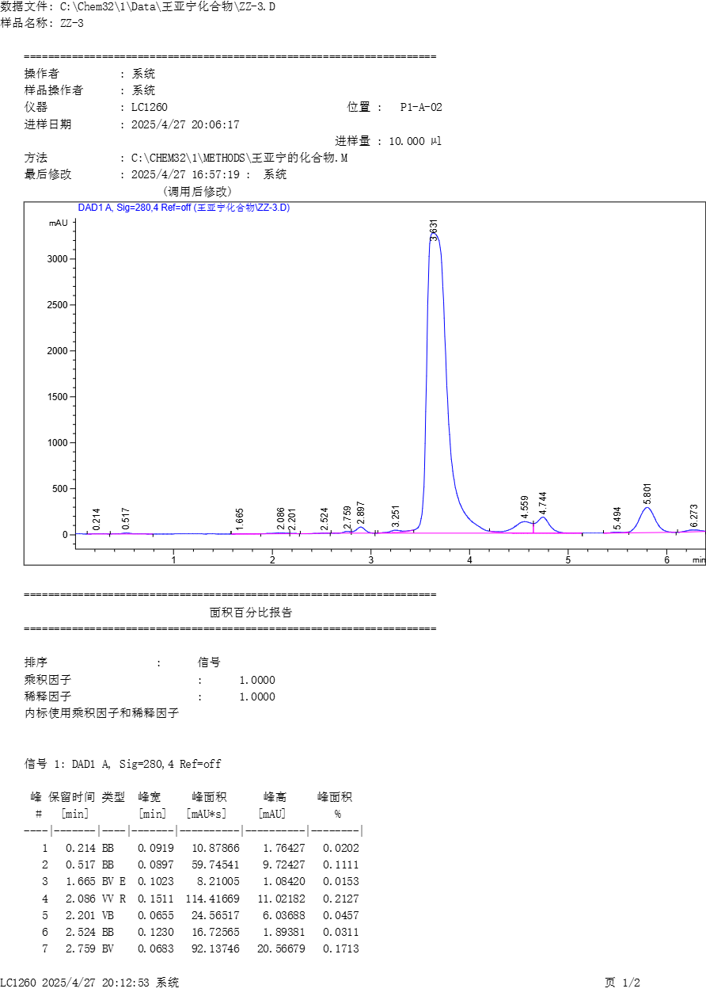 数据文件: C:\Chem32\1\Data\王亚宁化合物\ZZ-3.D
样品名称: ZZ-3
=====================================================================
操作者 : 系统
样品操作者 : 系统
仪器 : LC1260 位置 : P1-A-02
进样日期 : 2025/4/27 20:06:17
进样量 : 10.000 µl
方法 : C:\CHEM32\1\METHODS\王亚宁的化合物.M
最后修改 : 2025/4/27 16:57:19 : 系统
(调用后修改)
DAD1 A, Sig=280,4 Ref=off (王亚宁化合物\ZZ-3.D)
mAU
3000
2500
2000
1500
1000
500
0
0.214
0.517
1.665
2.086
2.201
2.524
2.759
2.897
3.251
3.631
4.559
4.744
5.494
5.801
6.273
1 2 3 4 5 6 min
=====================================================================
面积百分比报告
=====================================================================
排序 : 信号
乘积因子 : 1.0000
稀释因子 : 1.0000
内标使用乘积因子和稀释因子
信号 1: DAD1 A, Sig=280,4 Ref=off
峰 保留时间 类型 峰宽 峰面积 峰高 峰面积
# [min] [min] [mAU*s] [mAU] %
----|-------|----|-------|----------|----------|--------|
1 0.214 BB 0.0919 10.87866 1.76427 0.0202
2 0.517 BB 0.0897 59.74541 9.72427 0.1111
3 1.665 BV E 0.1023 8.21005 1.08420 0.0153
4 2.086 VV R 0.1511 114.41669 11.02182 0.2127
5 2.201 VB 0.0655 24.56517 6.03688 0.0457
6 2.524 BB 0.1230 16.72565 1.89381 0.0311
7 2.759 BV 0.0683 92.13746 20.56679 0.1713
LC1260 2025/4/27 20:12:53 系统 页 1/2